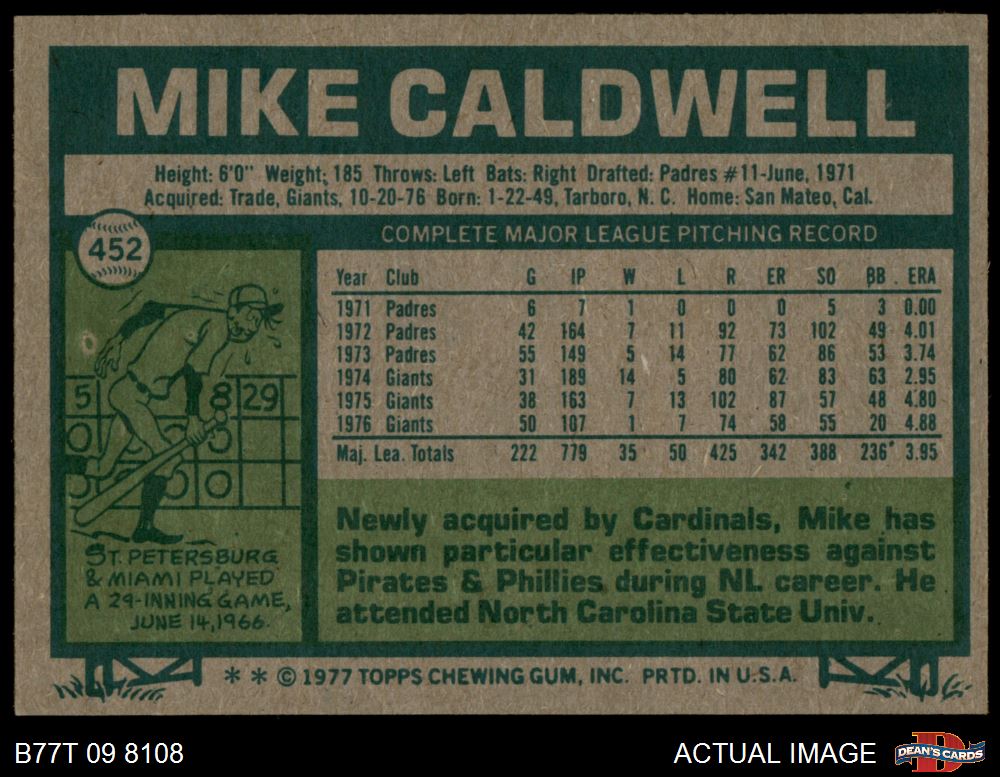 MIKE CALDWELL
Height: 6'0" Weight: 185 Throws: Left Bats: Right Drafted: Padres #11-June, 1971
Acquired: Trade, Giants, 10-20-76 Born: 1-22-49, Tarboro, N. C. Home: San Mateo, Cal.
452
COMPLETE MAJOR LEAGUE PITCHING RECORD
Year Club G IP W L R ER SO BB ERA
1971 Padres 6 7 1 0 0 0 5 3 0.00
1972 Padres 42 164 7 11 92 73 102 49 4.01
1973 Padres 55 149 5 14 77 62 86 53 3.74
1974 Giants 31 189 14 5 80 62 83 63 2.95
1975 Giants 38 163 7 13 102 87 57 48 4.80
1976 Giants 50 107 1 7 74 58 55 20 4.88
Maj. Lea. Totals 222 779 35 50 425 342 388 236 3.95
5 8 29
0 0
0 0 0
ST. PETERSBURG
& MIAMI PLAYED
A 29-INNING GAME,
JUNE 14, 1966.
Newly acquired by Cardinals, Mike has
shown particular effectiveness against
Pirates & Phillies during NL career. He
attended North Carolina State Univ.
* * © 1977 TOPPS CHEWING GUM, INC. PRTD. IN U.S.A.
B77T 09 8108
ACTUAL IMAGE
D
DEAN'S CARDS